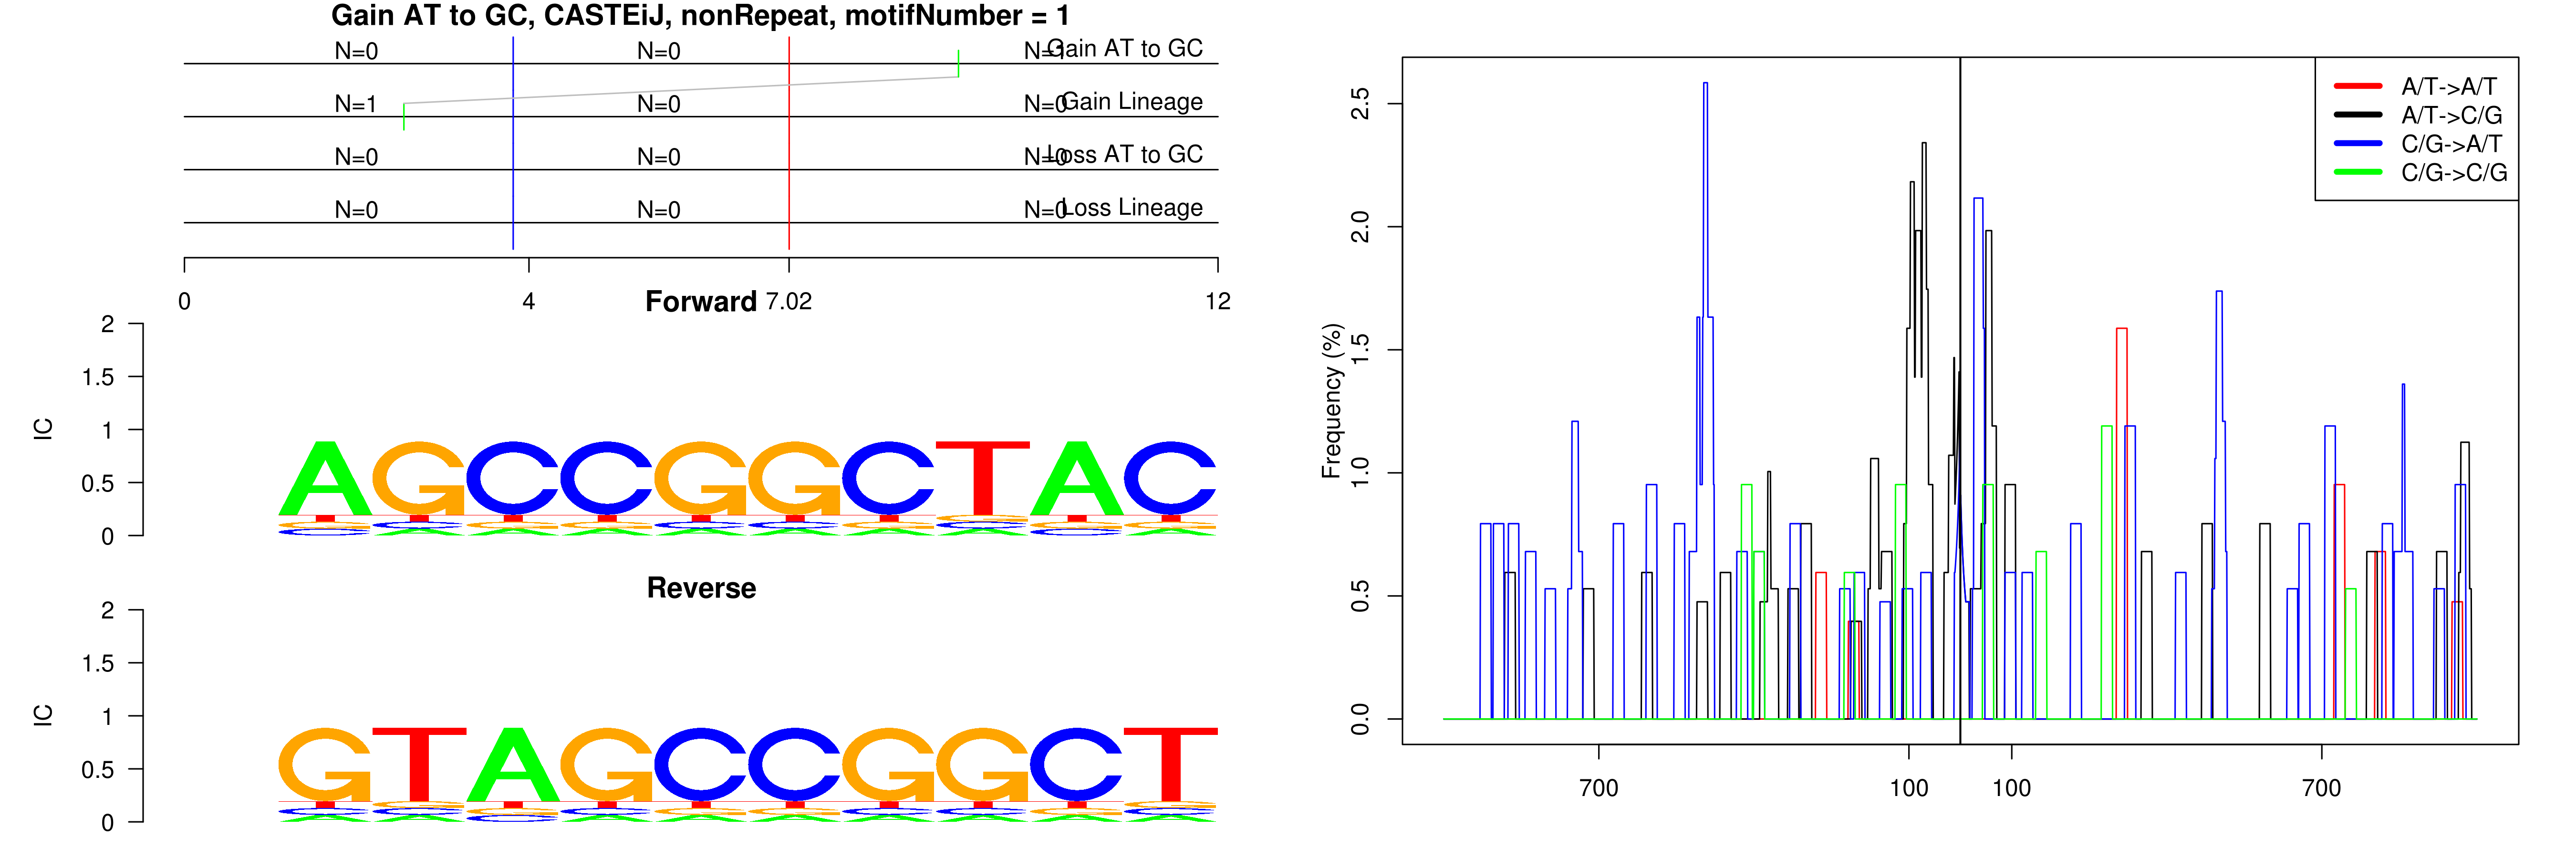 Gain AT to GC, CASTEiJ, nonRepeat, motifNumber = 1
N=0 N=0 N=1 Gain AT to GC
N=1 N=0 N=0 Gain Lineage
N=0 N=0 N=0 Loss AT to GC
N=0 N=0 N=0 Loss Lineage
0 4 7.02 12
Forward
IC
2
1.5
1
0.5
0
AGCCGGCTAC
Reverse
IC
2
1.5
1
0.5
0
GTAGCCGGCT
Frequency (%)
2.5
2.0
1.5
1.0
0.5
0.0
700 100 100 700
A/T->A/T
A/T->C/G
C/G->A/T
C/G->C/G